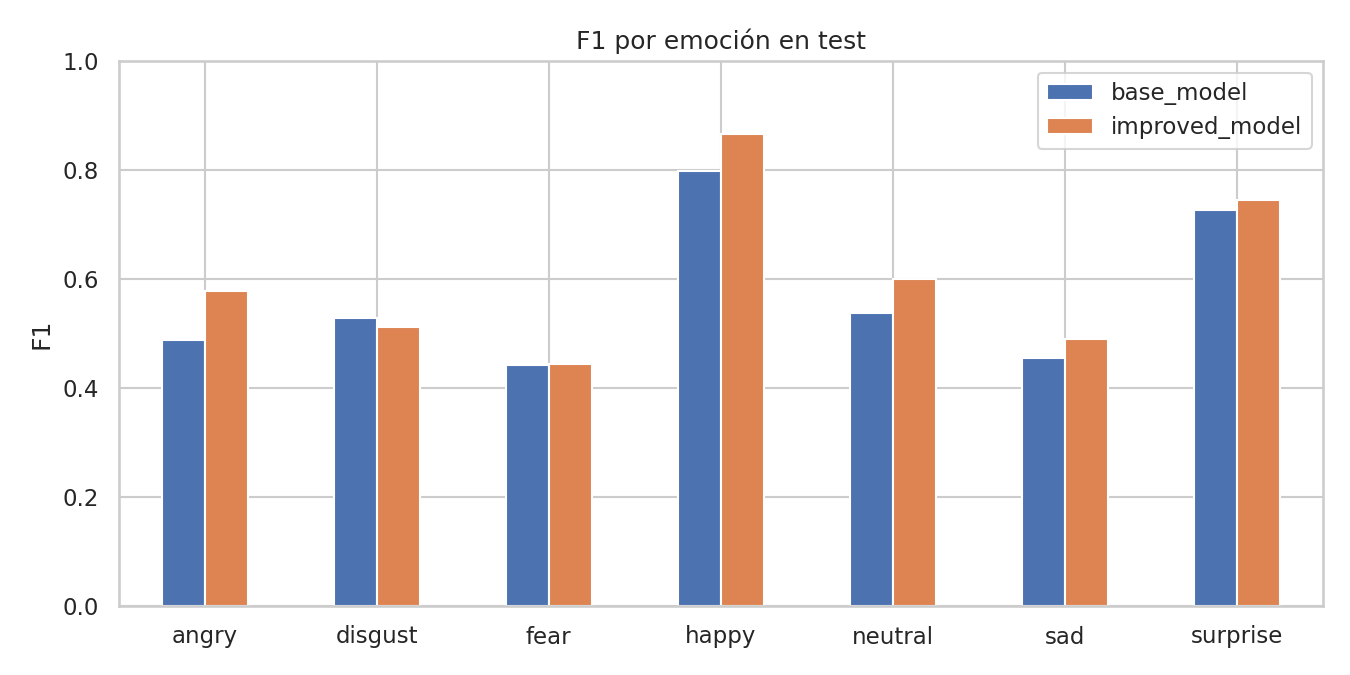 F1 por emoción en test
base_model
improved_model
F1
1.0
0.8
0.6
0.4
0.2
0.0
angry
disgust
fear
happy
neutral
sad
surprise